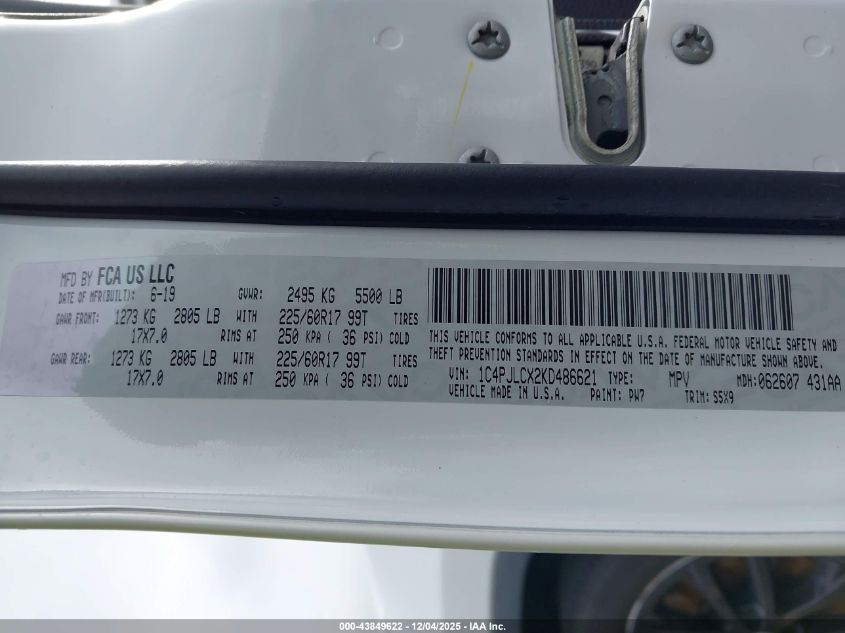 MFD BY FCA US LLC
DATE OF MFR(BUILT): 6-19 GVWR: 2495 KG 5500 LB
GAWR FRONT: 1273 KG 2805 LB WITH 225/60R17 99T TIRES
17X7.0 RIMS AT 250 KPA ( 36 PSI) COLD
GAWR REAR: 1273 KG 2805 LB WITH 225/60R17 99T TIRES
17X7.0 RIMS AT 250 KPA ( 36 PSI) COLD
THIS VEHICLE CONFORMS TO ALL APPLICABLE U.S.A. FEDERAL MOTOR VEHICLE SAFETY AND
THEFT PREVENTION STANDARDS IN EFFECT ON THE DATE OF MANUFACTURE SHOWN ABOVE.
VIN: 1C4PJLCX2KD486621 TYPE: MPV MDH: 062607 431AA
VEHICLE MADE IN U.S.A. PAINT: PW7 TRIM: S5X9
000-43849622 - 12/04/2025 - IAA Inc.